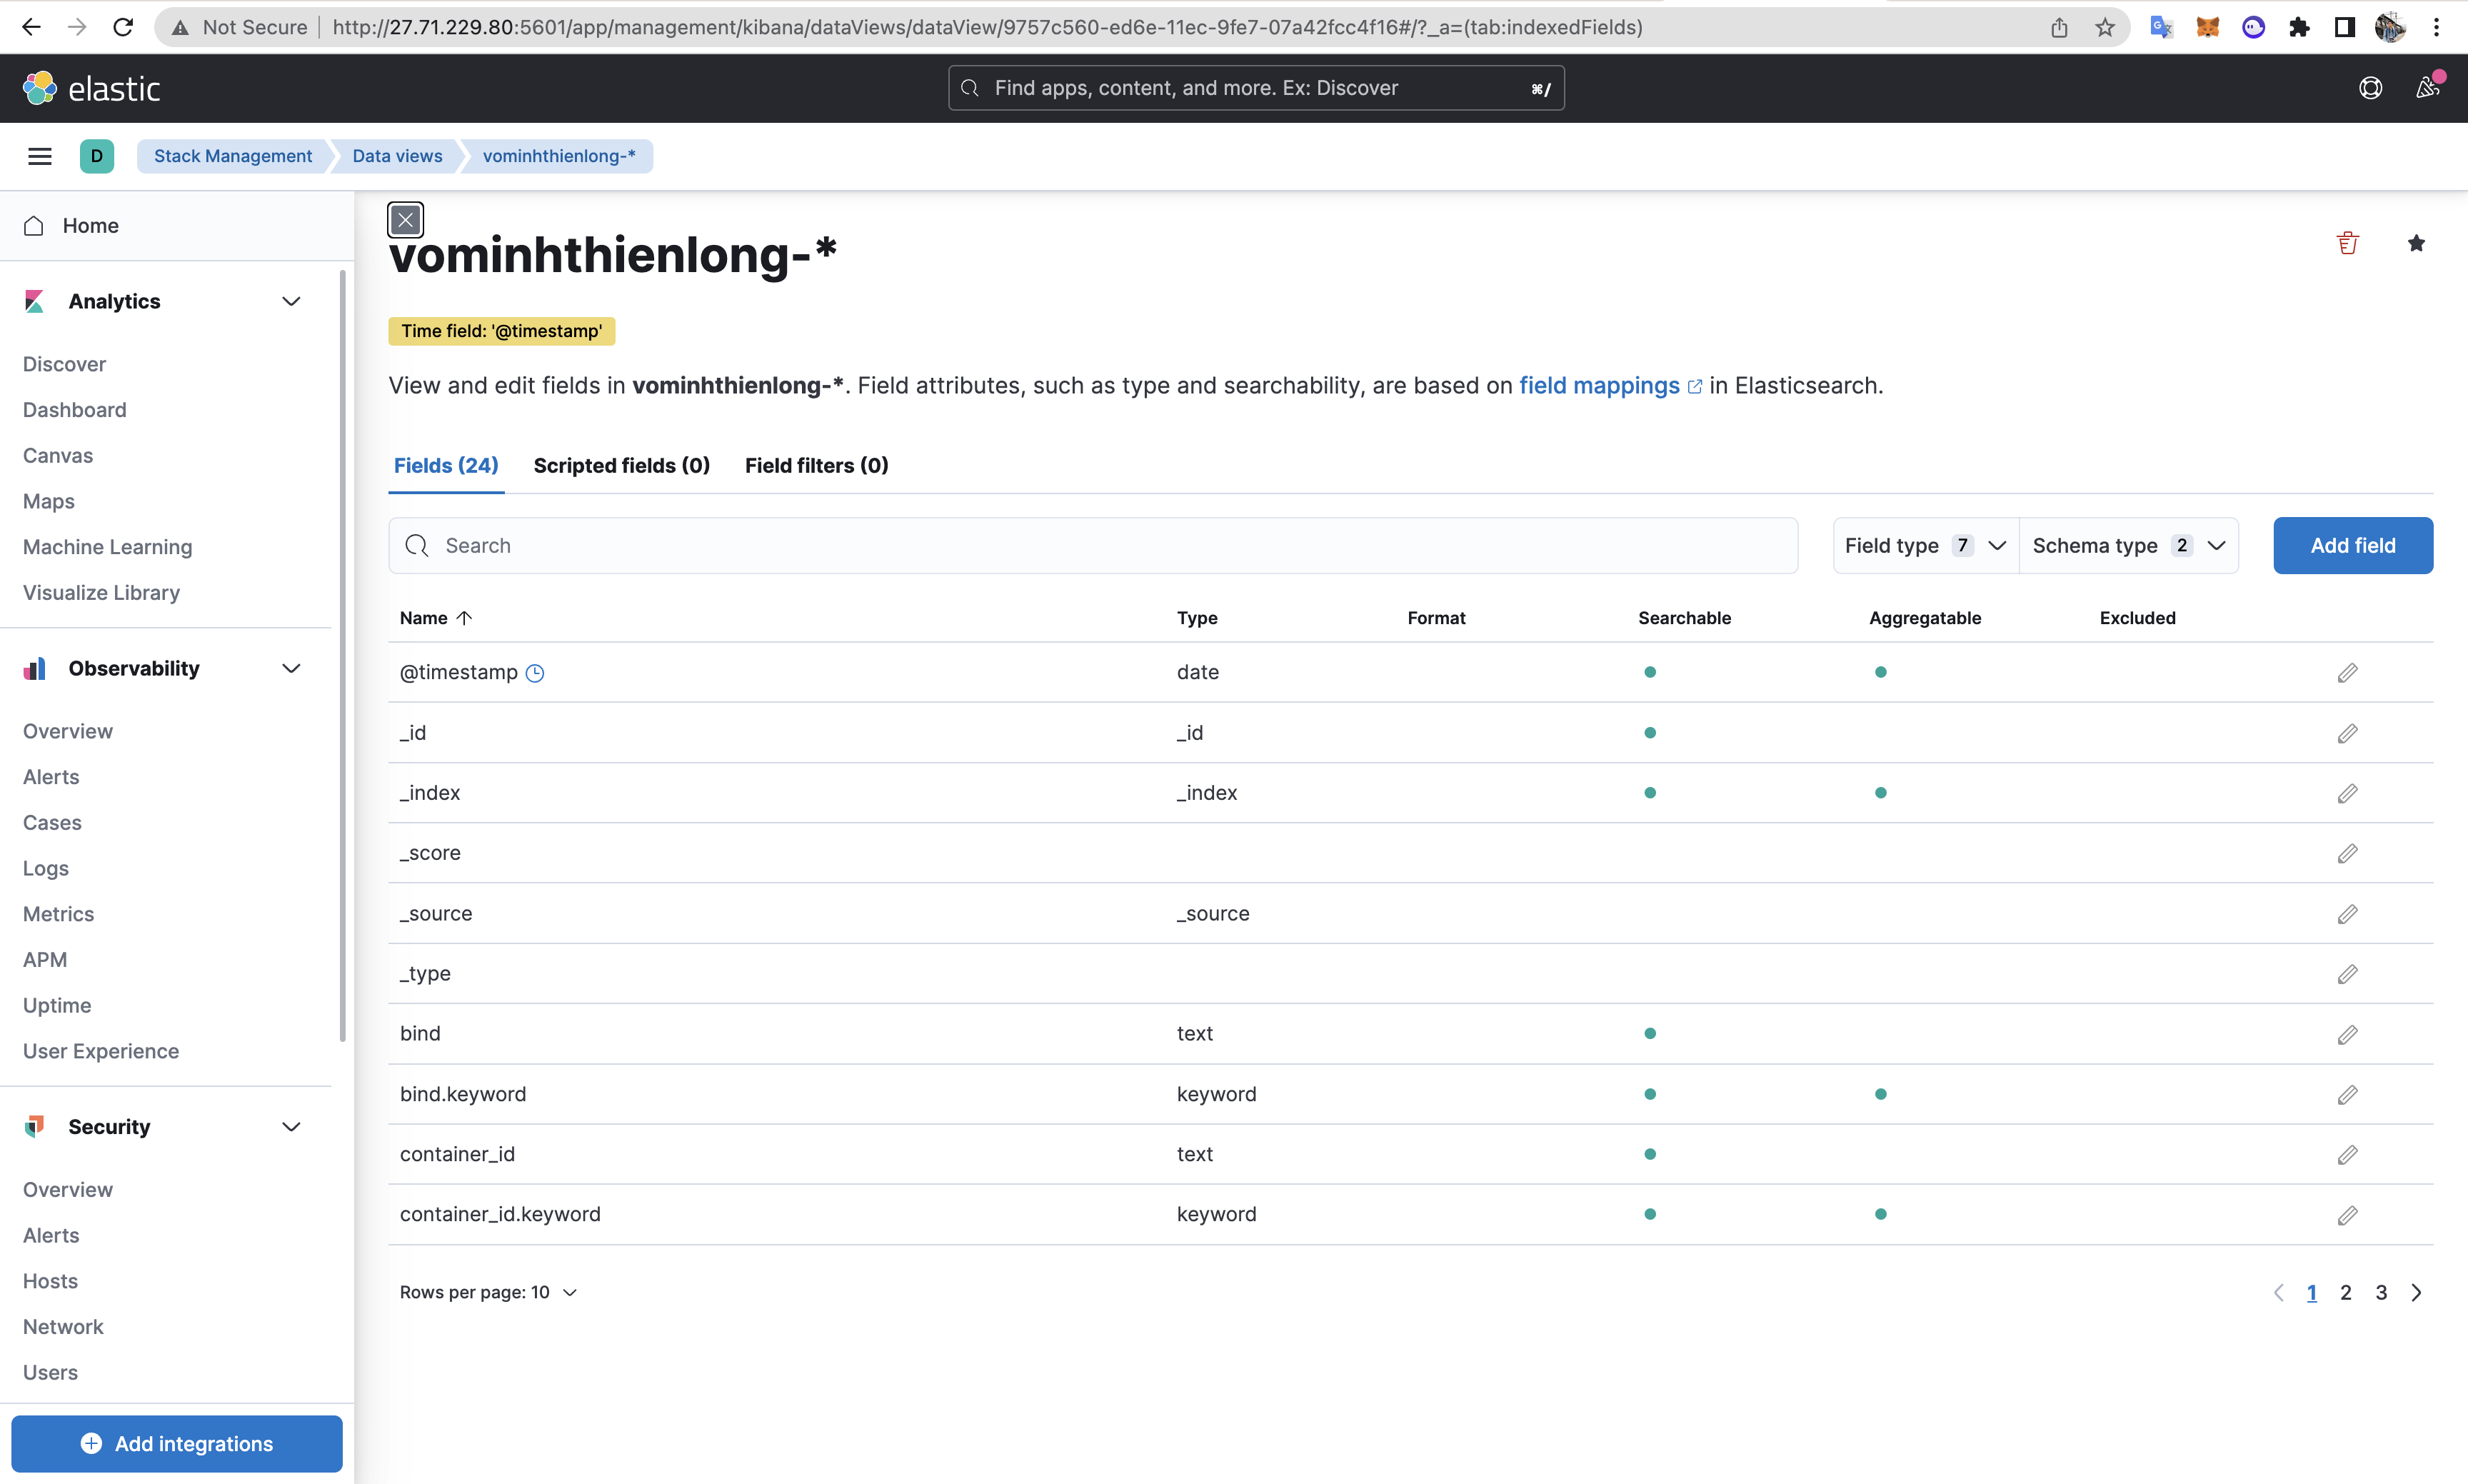 Not Secure | http://27.71.229.80:5601/app/management/kibana/dataViews/dataView/9757c560-ed6e-11ec-9fe7-07a42fcc4f16#/?_a=(tab:indexedFields)
elastic
Find apps, content, and more. Ex: Discover ⌘/
D Stack Management Data views vominhthienlong-*
Home
Analytics
Discover
Dashboard
Canvas
Maps
Machine Learning
Visualize Library
Observability
Overview
Alerts
Cases
Logs
Metrics
APM
Uptime
User Experience
Security
Overview
Alerts
Hosts
Network
Users
Add integrations
vominhthienlong-*
Time field: '@timestamp'
View and edit fields in vominhthienlong-*. Field attributes, such as type and searchability, are based on field mappings in Elasticsearch.
Fields (24) Scripted fields (0) Field filters (0)
Search Field type 7 Schema type 2 Add field
Name Type Format Searchable Aggregatable Excluded
@timestamp date
_id _id
_index _index
_score
_source _source
_type
bind text
bind.keyword keyword
container_id text
container_id.keyword keyword
Rows per page: 10 1 2 3